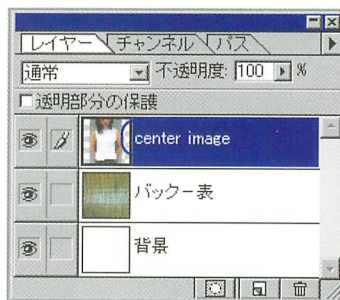 レイヤー チャンネル パス
通常 不透明度: 100 %
透明部分の保護
center image
バックー表
背景